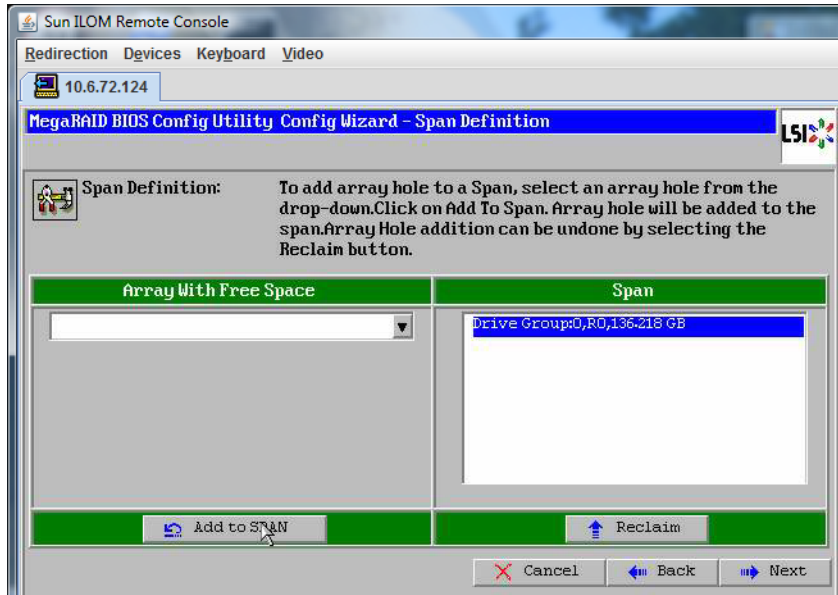 Sun ILOM Remote Console
Redirection Devices Keyboard Video
10.6.72.124
MegaRAID BIOS Config Utility Config Wizard - Span Definition
LSI
Span Definition:
To add array hole to a Span, select an array hole from the
drop-down.Click on Add To Span. Array hole will be added to the
span.Array Hole addition can be undone by selecting the
Reclaim button.
Array With Free Space
Span
Drive Group:0,R0,136.218 GB
Add to SPAN
Reclaim
Cancel
Back
Next